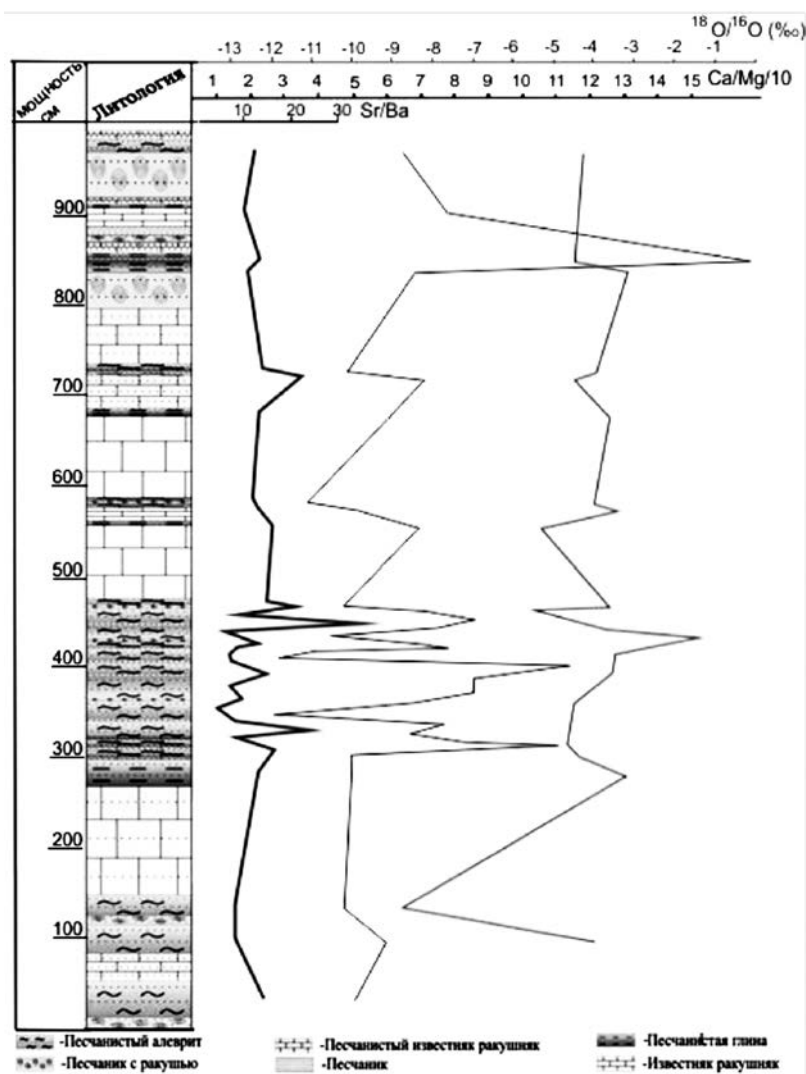 ¹⁸O/¹⁶O (‰)
-13 -12 -11 -10 -9 -8 -7 -6 -5 -4 -3 -2 -1
1 2 3 4 5 6 7 8 9 10 11 12 13 14 15 Ca/Mg/10
10 20 30 Sr/Ba
мощность
см
Литология
900
800
700
600
500
400
300
200
100
-Песчанистый алеврит
-Песчанистый известняк ракушняк
-Песчанистая глина
-Песчаник с ракушью
-Песчаник
-Известняк ракушняк